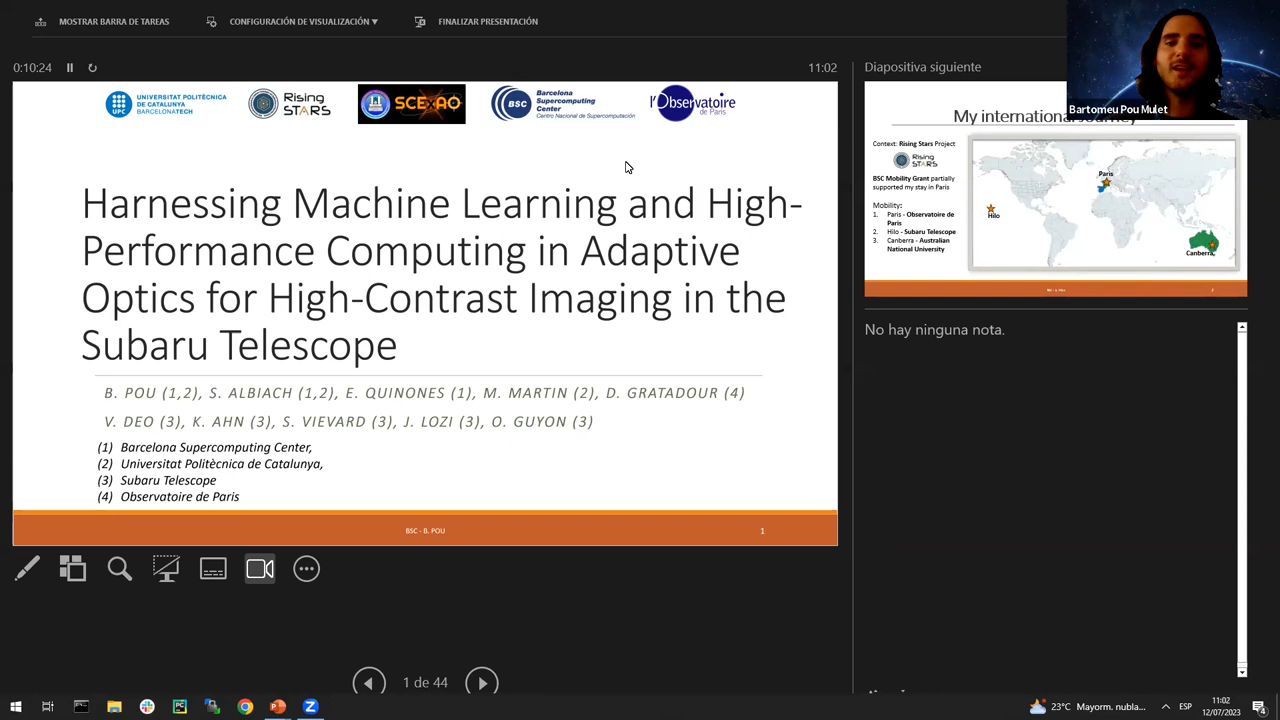 MOSTRAR BARRA DE TAREAS
CONFIGURACIÓN DE VISUALIZACIÓN ▼
FINALIZAR PRESENTACIÓN
0:10:24
11:02
UNIVERSITAT POLITÈCNICA
DE CATALUNYA
BARCELONATECH
UPC
Rising
STARS
SCExAO
BSC
Barcelona
Supercomputing
Center
Centro Nacional de Supercomputación
l'Observatoire
de Paris
Harnessing Machine Learning and High-
Performance Computing in Adaptive
Optics for High-Contrast Imaging in the
Subaru Telescope
B. POU (1,2), S. ALBIACH (1,2), E. QUINONES (1), M. MARTIN (2), D. GRATADOUR (4)
V. DEO (3), K. AHN (3), S. VIEVARD (3), J. LOZI (3), O. GUYON (3)
(1) Barcelona Supercomputing Center,
(2) Universitat Politècnica de Catalunya,
(3) Subaru Telescope
(4) Observatoire de Paris
BSC - B. POU
1
1 de 44
Diapositiva siguiente
Bartomeu Pou Mulet
My international journey
Context: Rising Stars Project
Rising
STARS
BSC Mobility Grant partially
supported my stay in Paris
Mobility:
1. Paris - Observatoire de
Paris
2. Hilo - Subaru Telescope
3. Canberra - Australian
National University
Paris
Hilo
Canberra,
BSC - B. POU
2
No hay ninguna nota.
23°C Mayorm. nubla...
ESP
11:02
12/07/2023
4